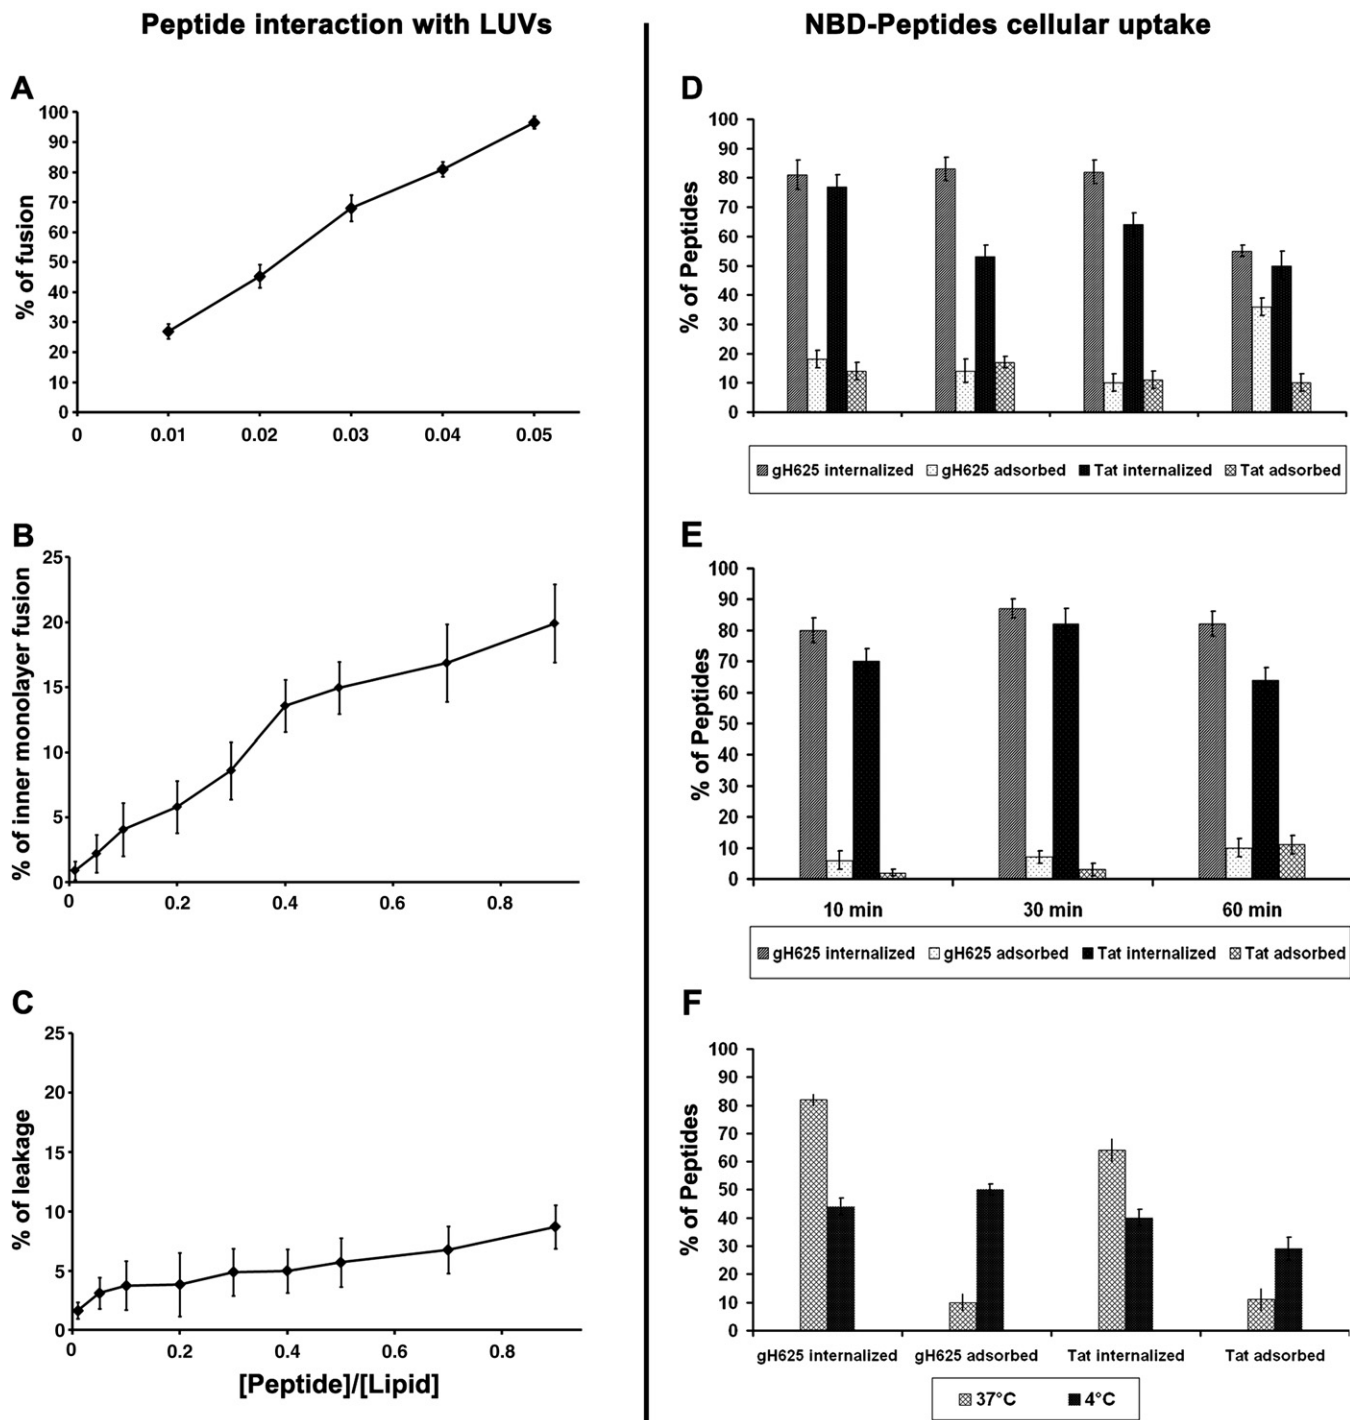 Peptide interaction with LUVs
NBD-Peptides cellular uptake
A
% of fusion
100
90
80
70
60
50
40
30
20
10
0
0 0.01 0.02 0.03 0.04 0.05
B
% of inner monolayer fusion
25
20
15
10
5
0
0 0.2 0.4 0.6 0.8
C
% of leakage
25
20
15
10
5
0
0 0.2 0.4 0.6 0.8
[Peptide]/[Lipid]
D
% of Peptides
100
90
80
70
60
50
40
30
20
10
0
gH625 internalized gH625 adsorbed Tat internalized Tat adsorbed
E
% of Peptides
100
90
80
70
60
50
40
30
20
10
0
10 min 30 min 60 min
gH625 internalized gH625 adsorbed Tat internalized Tat adsorbed
F
% of Peptides
100
90
80
70
60
50
40
30
20
10
0
gH625 internalized gH625 adsorbed Tat internalized Tat adsorbed
37°C 4°C